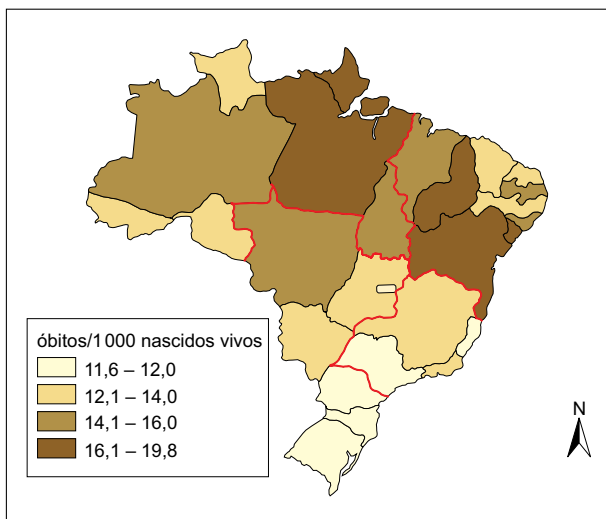 óbitos/1 000 nascidos vivos
11,6 – 12,0
12,1 – 14,0
14,1 – 16,0
16,1 – 19,8
N